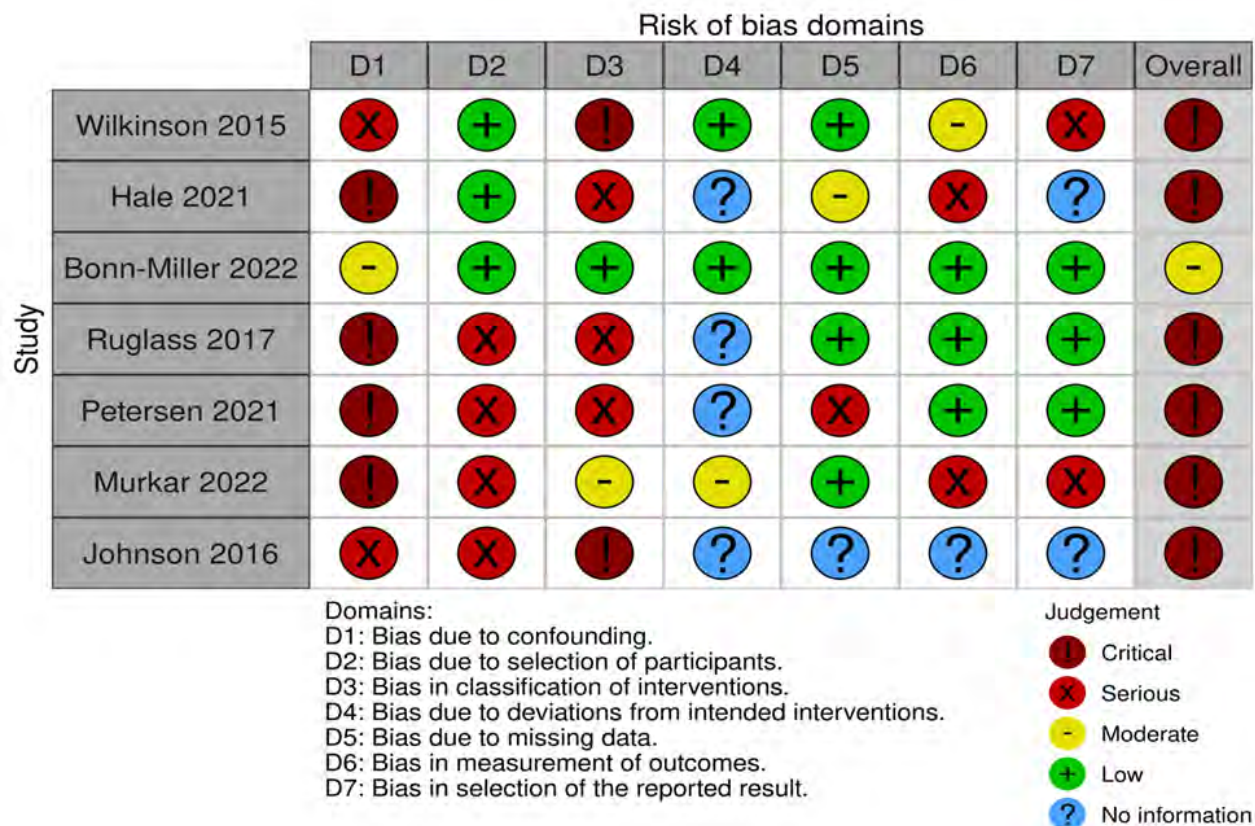 Risk of bias domains
D1 D2 D3 D4 D5 D6 D7 Overall
Study
Wilkinson 2015 X + ! + + - X !
Hale 2021 ! + X ? - X ? !
Bonn-Miller 2022 - + + + + + + -
Ruglass 2017 ! X X ? + + + !
Petersen 2021 ! X X ? X + + !
Murkar 2022 ! X - - + X X !
Johnson 2016 X X ! ? ? ? ? !
Domains:
D1: Bias due to confounding.
D2: Bias due to selection of participants.
D3: Bias in classification of interventions.
D4: Bias due to deviations from intended interventions.
D5: Bias due to missing data.
D6: Bias in measurement of outcomes.
D7: Bias in selection of the reported result.
Judgement
! Critical
X Serious
- Moderate
+ Low
? No information